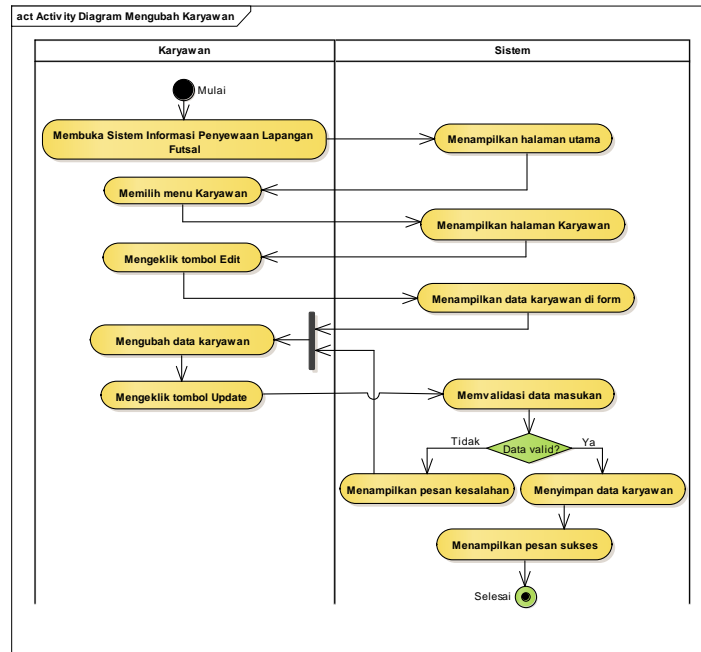 act Activity Diagram Mengubah Karyawan
Karyawan
Sistem
Mulai
Membuka Sistem Informasi Penyewaan Lapangan
Futsal
Menampilkan halaman utama
Memilih menu Karyawan
Menampilkan halaman Karyawan
Mengeklik tombol Edit
Menampilkan data karyawan di form
Mengubah data karyawan
Mengeklik tombol Update
Memvalidasi data masukan
Tidak
Data valid?
Ya
Menampilkan pesan kesalahan
Menyimpan data karyawan
Menampilkan pesan sukses
Selesai